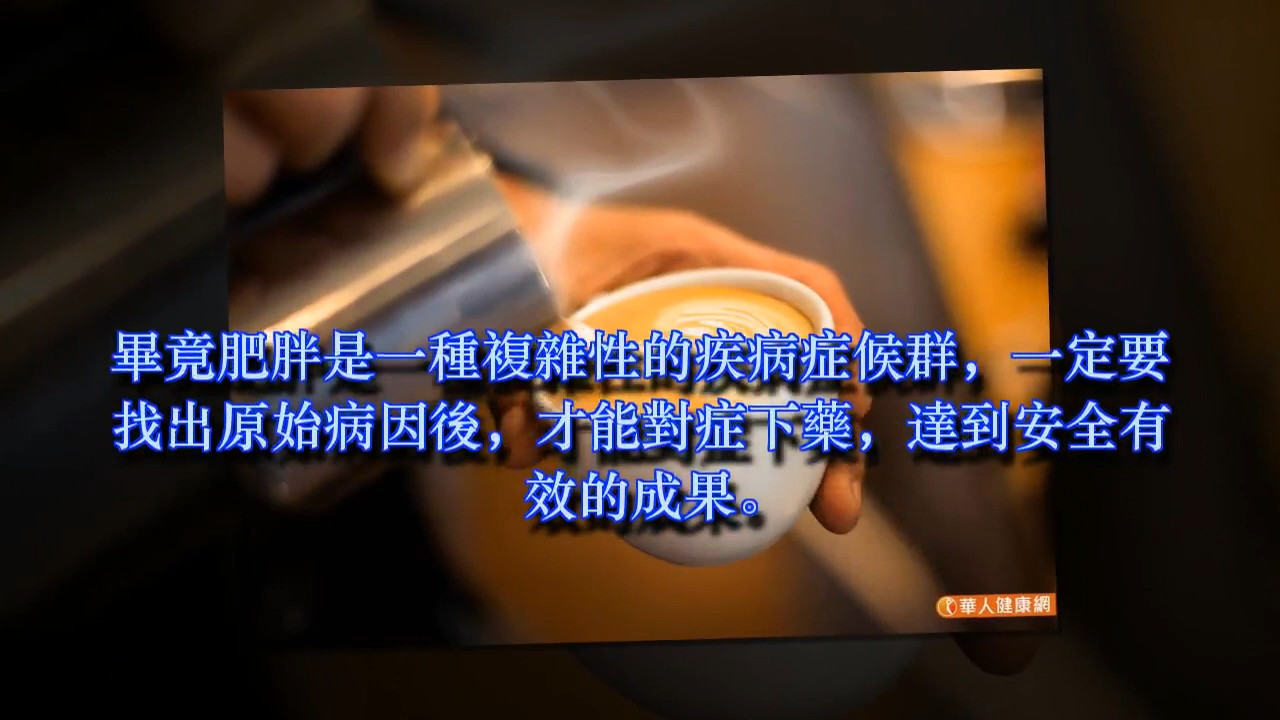 畢竟肥胖是一種複雜性的疾病症候群，一定要
找出原始病因後，才能對症下藥，達到安全有
效的成果。
華人健康網